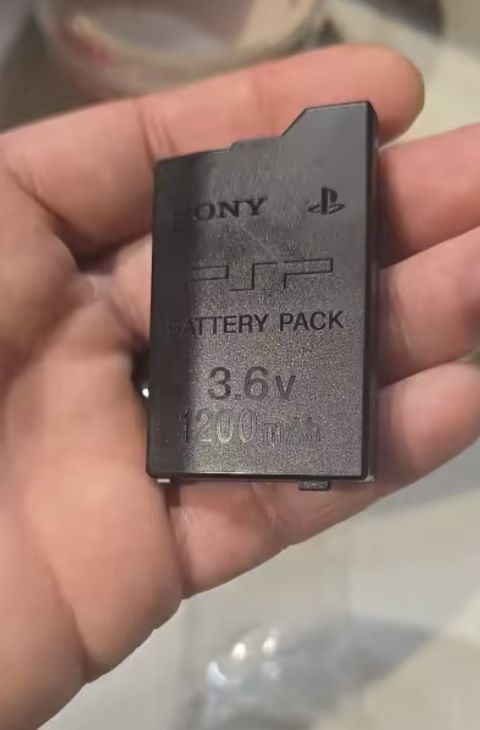 SONY
PSP
BATTERY PACK
3.6v
1200mAh